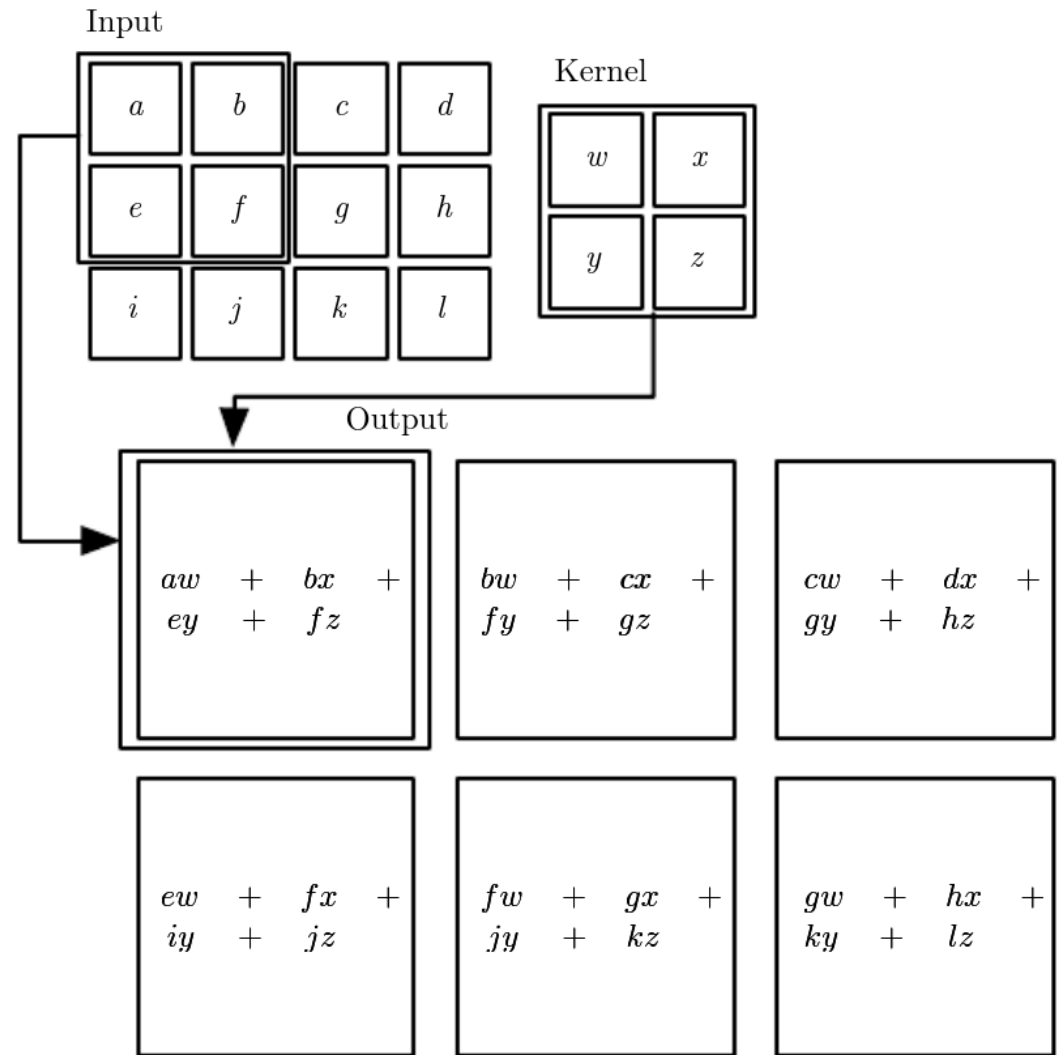 Input
Kernel
a b c d
w x
e f g h
y z
i j k l
Output
aw + bx +
ey + fz
bw + cx +
fy + gz
cw + dx +
gy + hz
ew + fx +
iy + jz
fw + gx +
jy + kz
gw + hx +
ky + lz